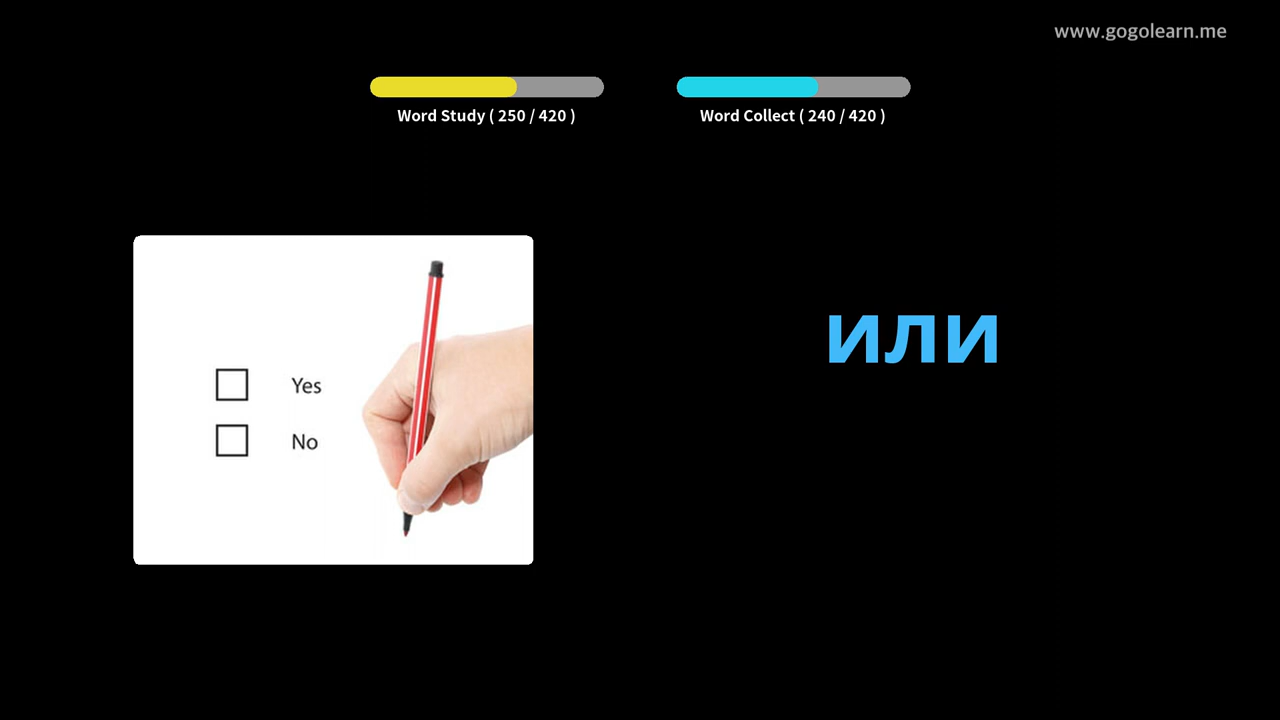 www.gogolearn.me
Word Study ( 250 / 420 )
Word Collect ( 240 / 420 )
или
Yes
No